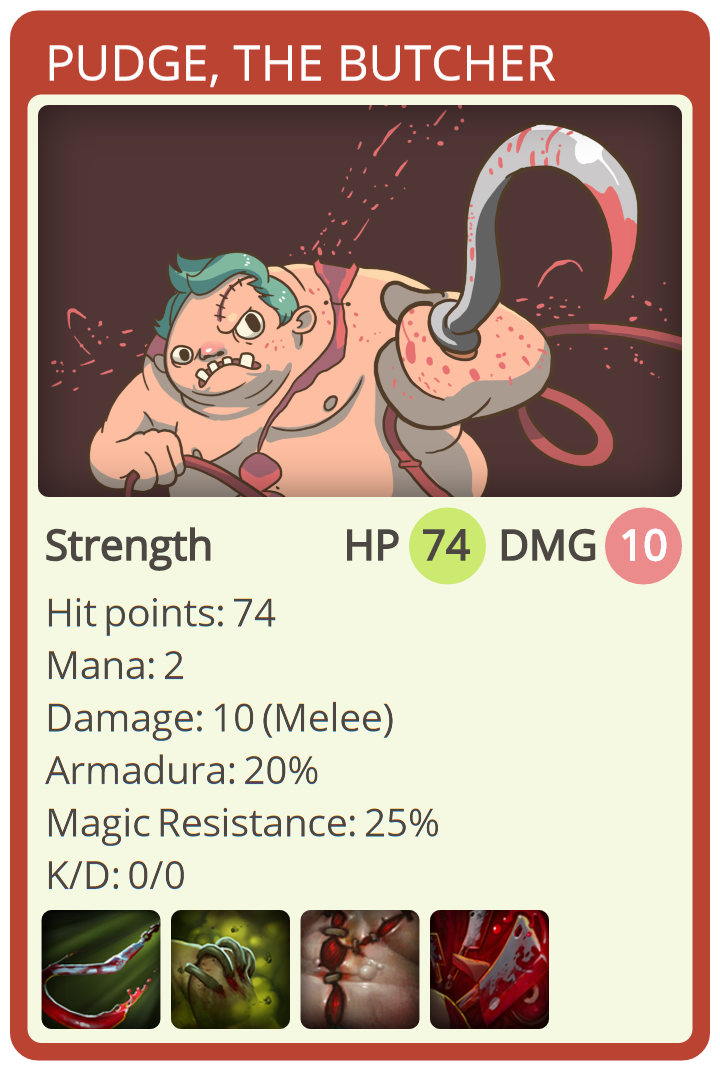 PUDGE, THE BUTCHER
Strength HP 74 DMG 10
Hit points: 74
Mana: 2
Damage: 10 (Melee)
Armadura: 20%
Magic Resistance: 25%
K/D: 0/0